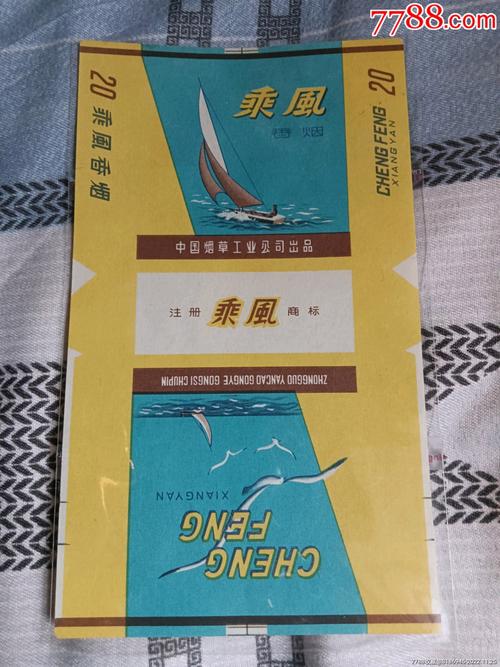 7788.com
20 乘風香烟
乘風
香烟
20
CHENG FENG
XIANGYAN
中国烟草工业公司出品
注册 乘風 商标
ZHONGGUO YANCAO GONGYE GONGSI CHUPIN
CHENG
FENG
XIANGYAN